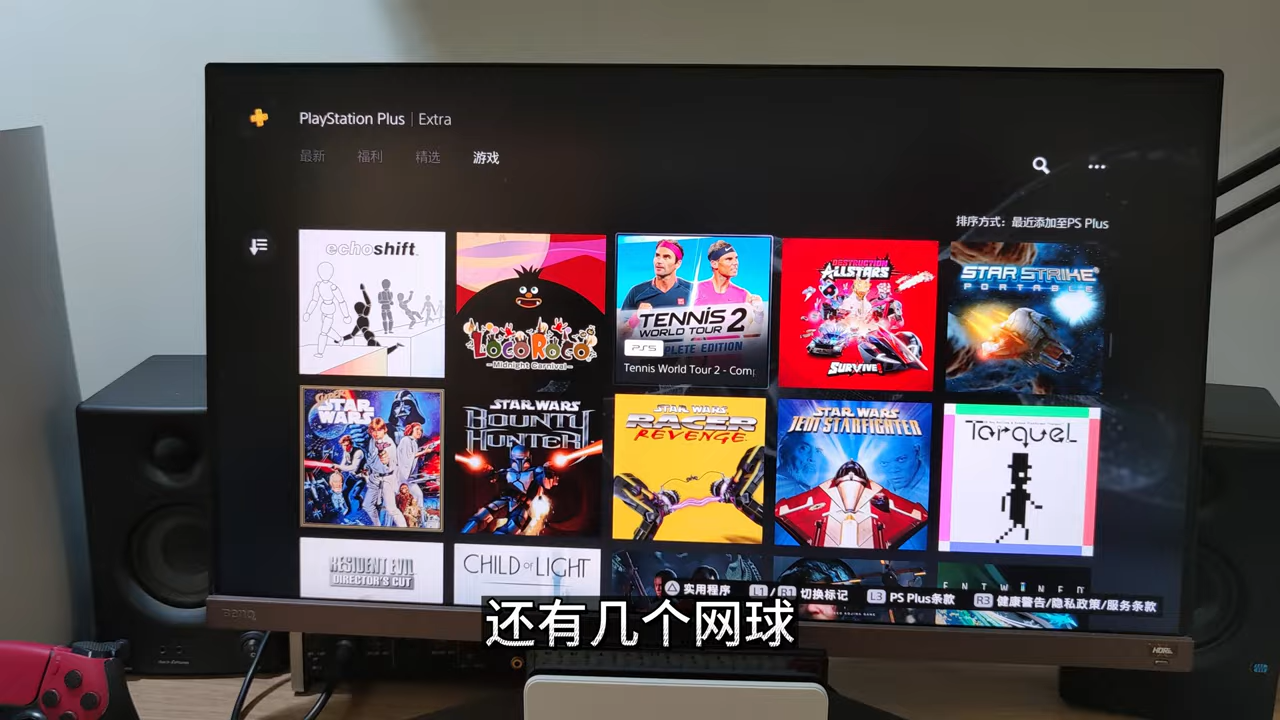 PlayStation Plus | Extra
最新 福利 精选 游戏
排序方式：最近添加至PS Plus
echoshift
LocoRoco
~Midnight Carnival~
TENNIS
WORLD TOUR 2
PLETE EDITION
PS5
Tennis World Tour 2 - Com
DESTRUCTION
ALLSTARS
SURVIVE
STAR STRIKE
PORTABLE
SUPER
STAR WARS
STAR WARS
BOUNTY
HUNTER
STAR WARS
RACER
REVENGE
STAR WARS
JEDI STARFIGHTER
TorqueL
RESIDENT EVIL
DIRECTOR'S CUT
CHILD OF LIGHT
ENTWINED
实用程序 L1 / R1 切换标记 L3 PS Plus条款 R3 健康警告/隐私政策/服务条款
还有几个网球
BenQ
HDRi